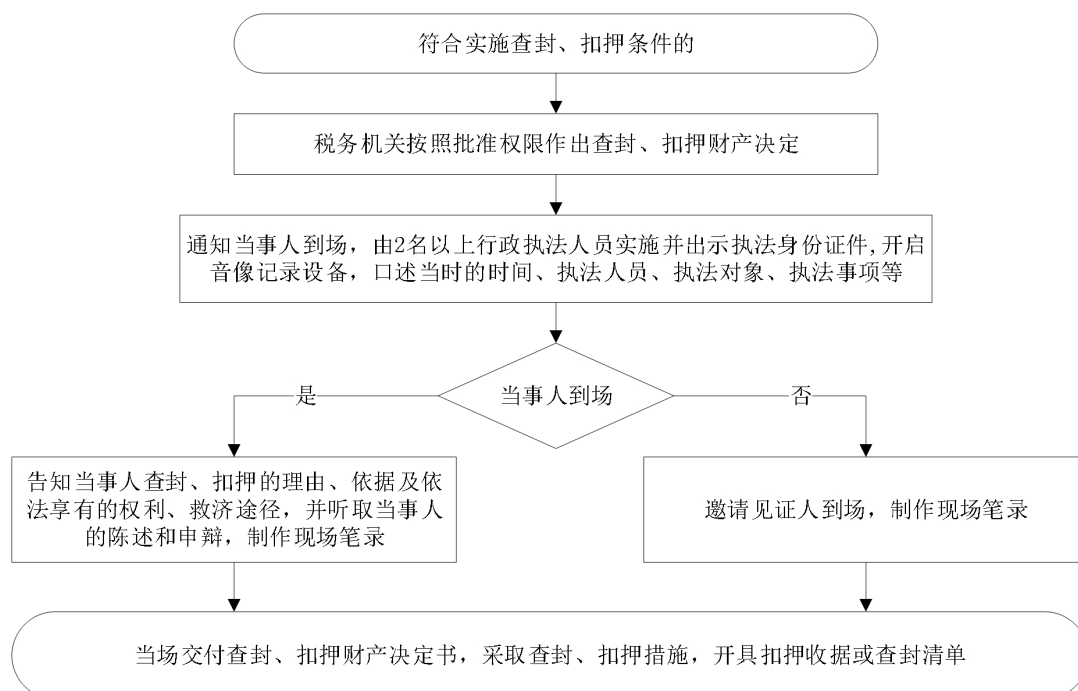 符合实施查封、扣押条件的
税务机关按照批准权限作出查封、扣押财产决定
通知当事人到场，由2名以上行政执法人员实施并出示执法身份证件,开启
音像记录设备，口述当时的时间、执法人员、执法对象、执法事项等
当事人到场
是
否
告知当事人查封、扣押的理由、依据及依
法享有的权利、救济途径，并听取当事人
的陈述和申辩，制作现场笔录
邀请见证人到场，制作现场笔录
当场交付查封、扣押财产决定书，采取查封、扣押措施，开具扣押收据或查封清单